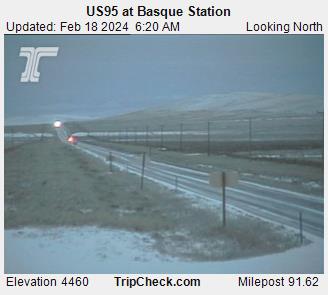 US95 at Basque Station
Updated: Feb 18 2024 6:20 AM Looking North
Elevation 4460 TripCheck.com Milepost 91.62